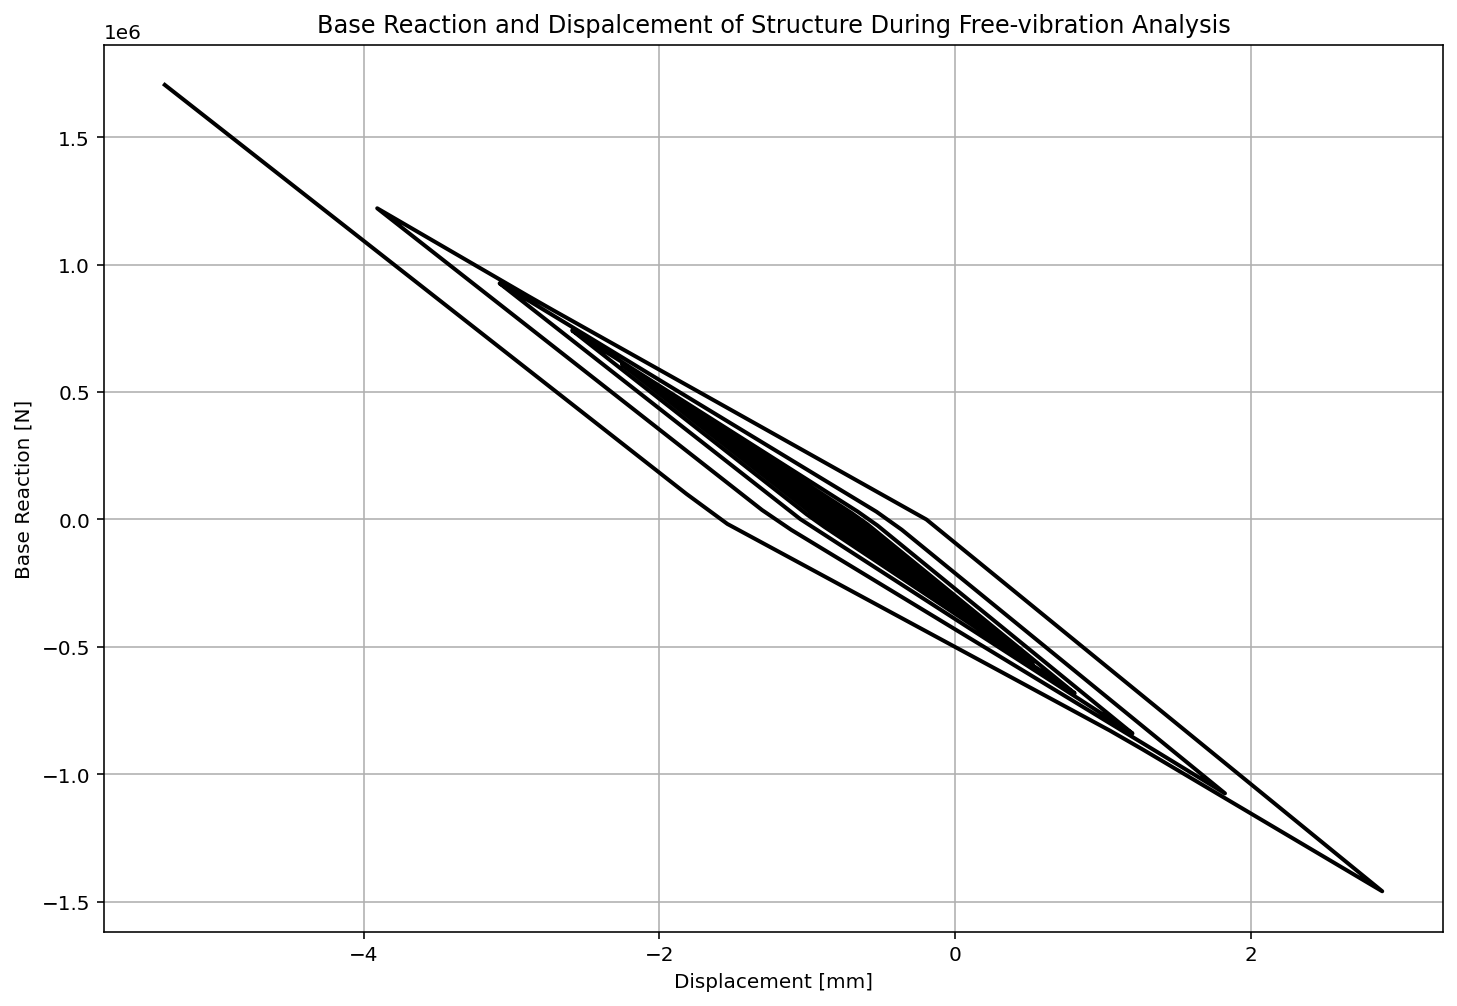 Base Reaction and Dispalcement of Structure During Free-vibration Analysis
1e6
1.5
1.0
0.5
0.0
−0.5
−1.0
−1.5
Base Reaction [N]
−4
−2
0
2
Displacement [mm]